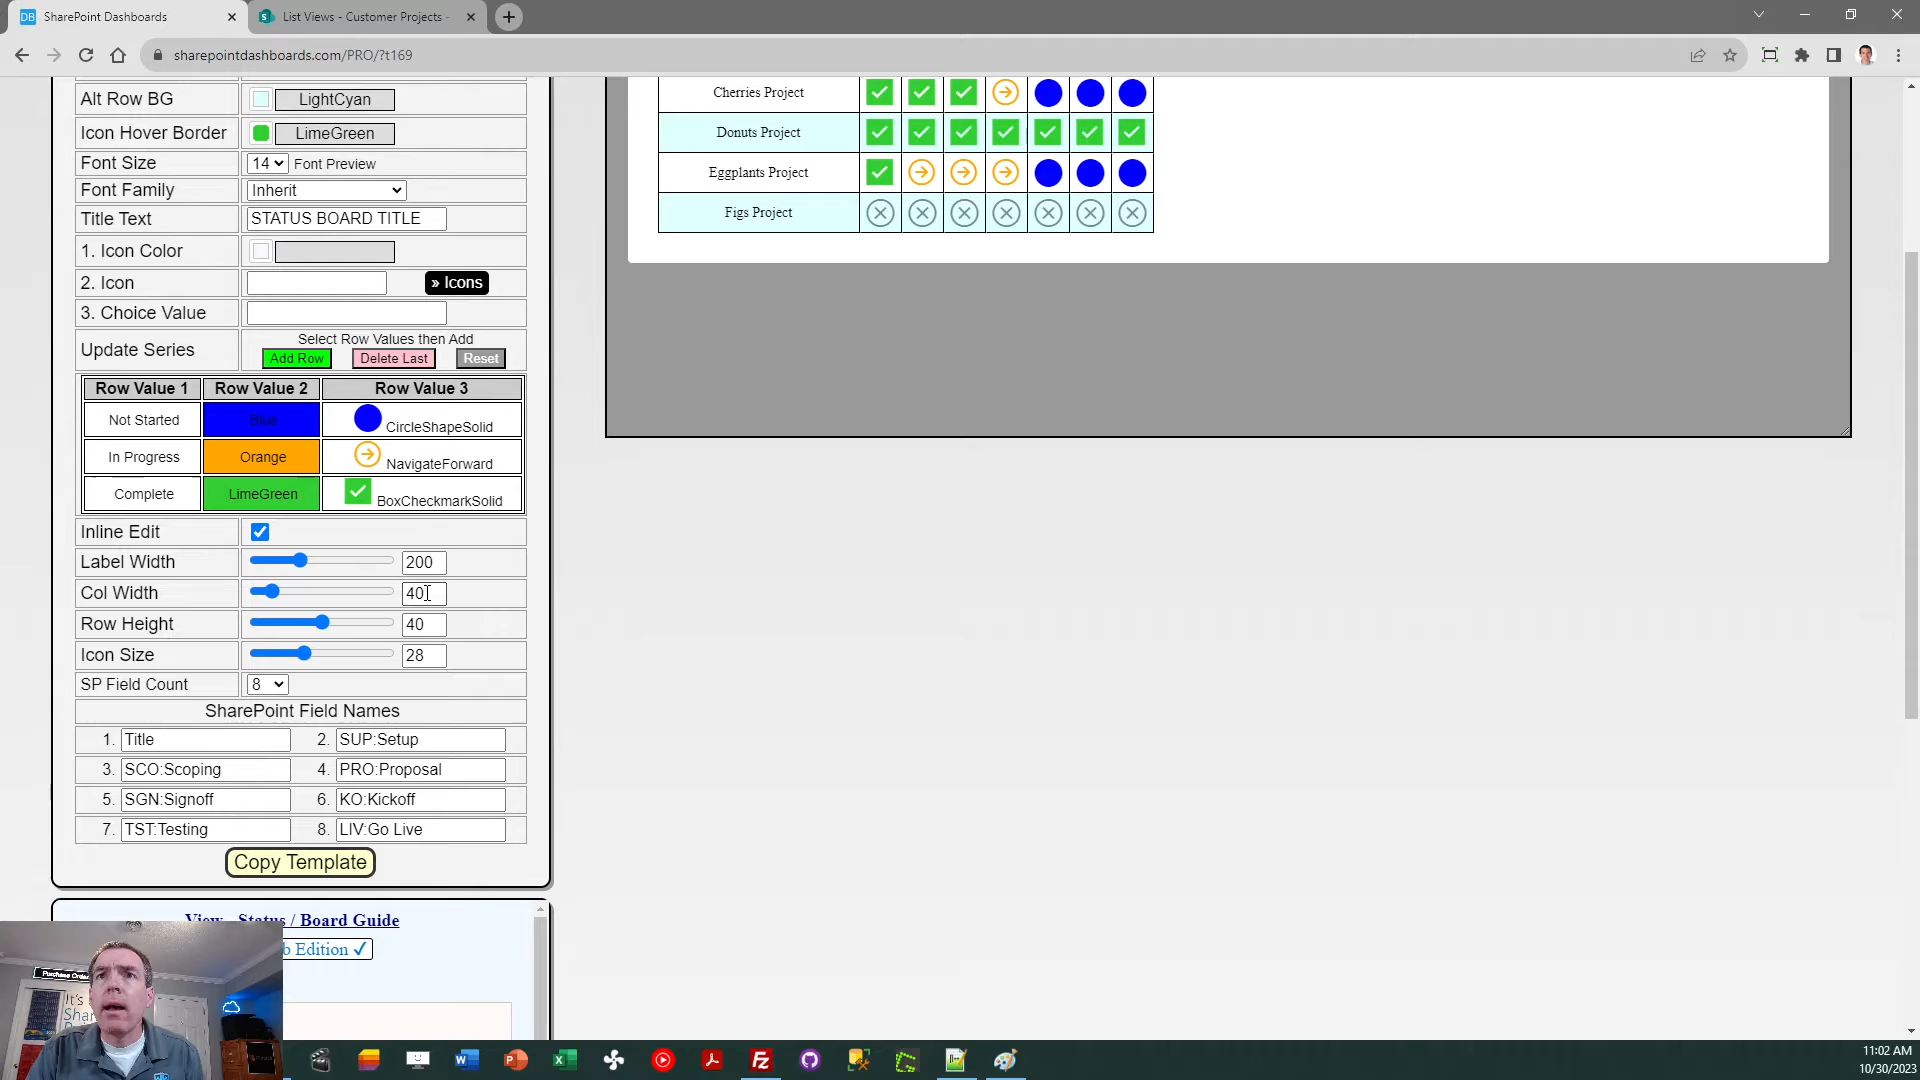 SharePoint Dashboards
List Views - Customer Projects -
sharepointdashboards.com/PRO/?t169
Alt Row BG LightCyan
Icon Hover Border LimeGreen
Font Size 14 Font Preview
Font Family Inherit
Title Text STATUS BOARD TITLE
1. Icon Color
2. Icon » Icons
3. Choice Value
Update Series Select Row Values then Add
Add Row Delete Last Reset
Row Value 1 Row Value 2 Row Value 3
Not Started Blue CircleShapeSolid
In Progress Orange NavigateForward
Complete LimeGreen BoxCheckmarkSolid
Inline Edit
Label Width 200
Col Width 40
Row Height 40
Icon Size 28
SP Field Count 8
SharePoint Field Names
1. Title 2. SUP:Setup
3. SCO:Scoping 4. PRO:Proposal
5. SGN:Signoff 6. KO:Kickoff
7. TST:Testing 8. LIV:Go Live
Copy Template
View - Status / Board Guide
b Edition ✓
Cherries Project
Donuts Project
Eggplants Project
Figs Project
Purchase Order
It's
Shar
11:02 AM
10/30/2023